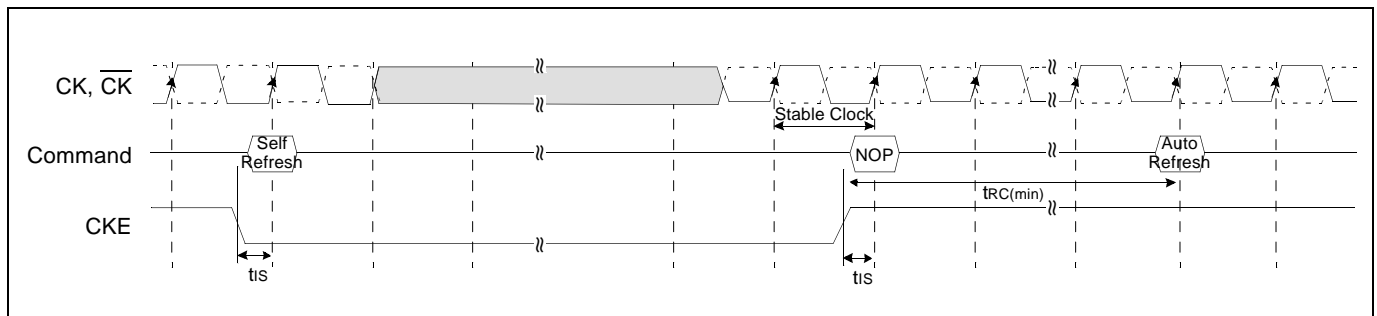 CK, CK
Stable Clock
Command
Self
Refresh
NOP
Auto
Refresh
tRC(min)
CKE
tIS
tIS